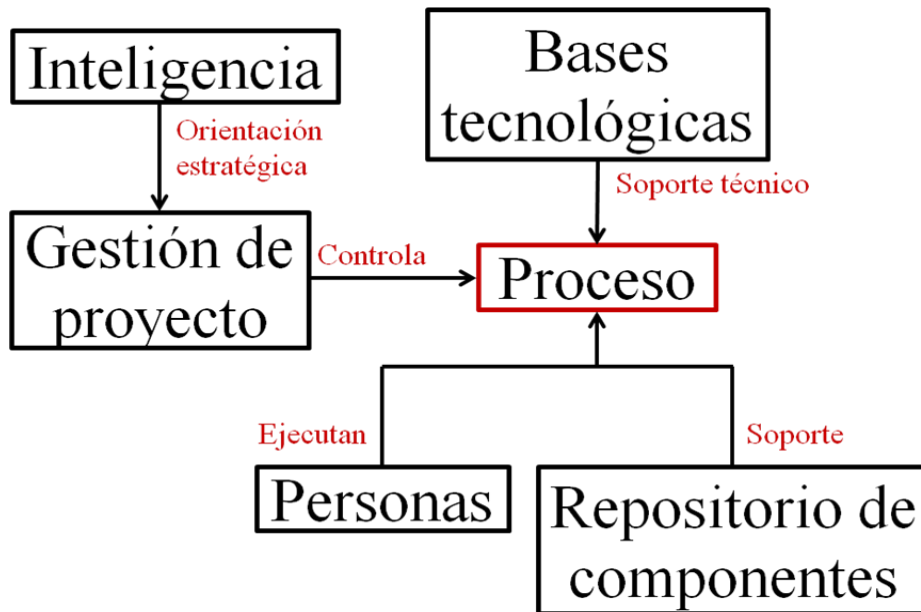 Inteligencia
Bases
tecnológicas
Orientación
estratégica
Soporte técnico
Gestión de
proyecto
Controla
Proceso
Ejecutan
Soporte
Personas
Repositorio de
componentes